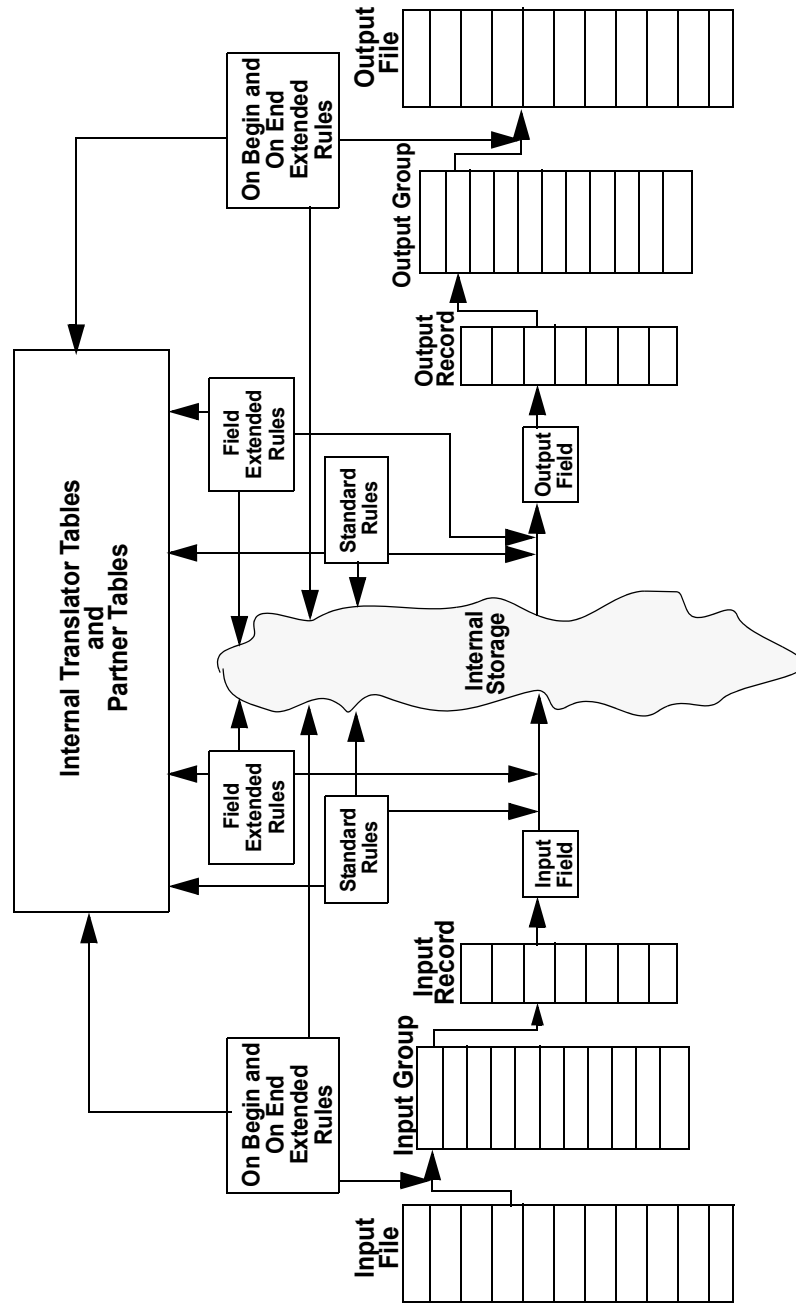 Internal Translator Tables
and
Partner Tables
On Begin and
On End
Extended
Rules
Field
Extended
Rules
Standard
Rules
Field
Extended
Rules
Standard
Rules
On Begin and
On End
Extended
Rules
Internal
Storage
Input
File
Input Group
Input
Record
Input
Field
Output
Field
Output
Record
Output Group
Output
File